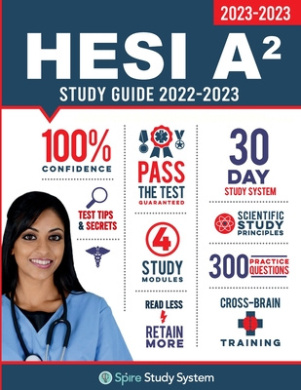 2023-2023
HESI A²
STUDY GUIDE 2022-2023
100%
CONFIDENCE
TEST TIPS
& SECRETS
PASS
THE TEST
GUARANTEED
4
STUDY
MODULES
READ LESS
RETAIN
MORE
30
DAY
STUDY SYSTEM
SCIENTIFIC
STUDY
PRINCIPLES
300 PRACTICE
QUESTIONS
CROSS-BRAIN
TRAINING
Spire Study System